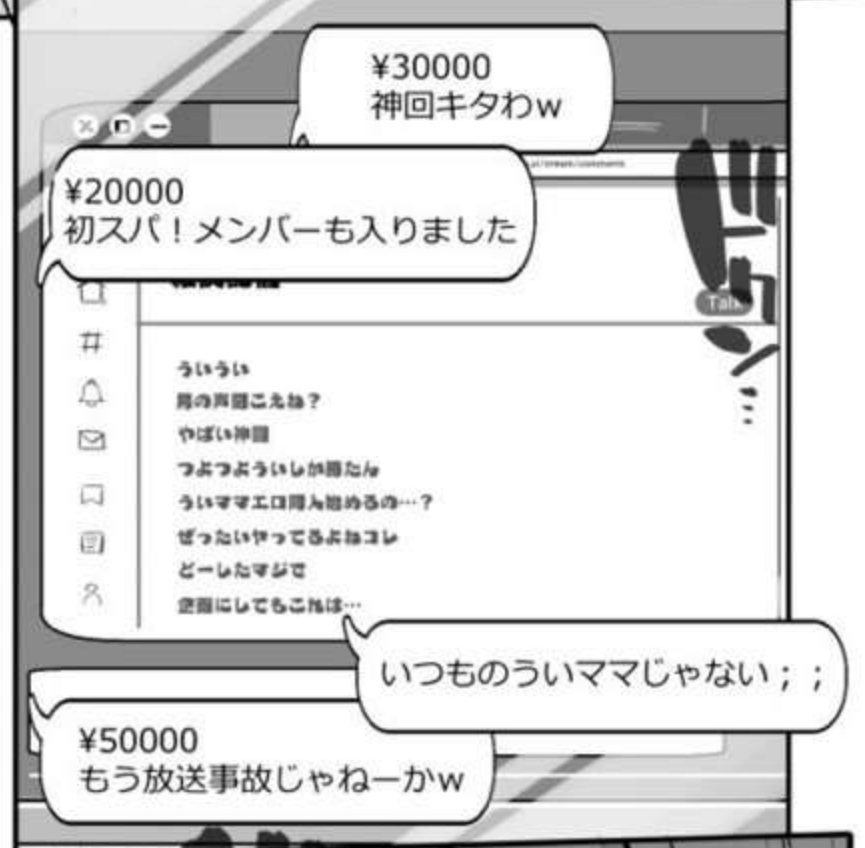 ¥30000
神回キタわw
¥20000
初スパ！メンバーも入りました
Talk
ういうい
男の声聞こえね？
やばい神回
つよつよういしか勝たん
ういママエロ同人始めるの…？
ぜったいヤってるよねコレ
どーしたマジで
企画にしてもこれは…
いつものういママじゃない；；
¥50000
もう放送事故じゃねーかw